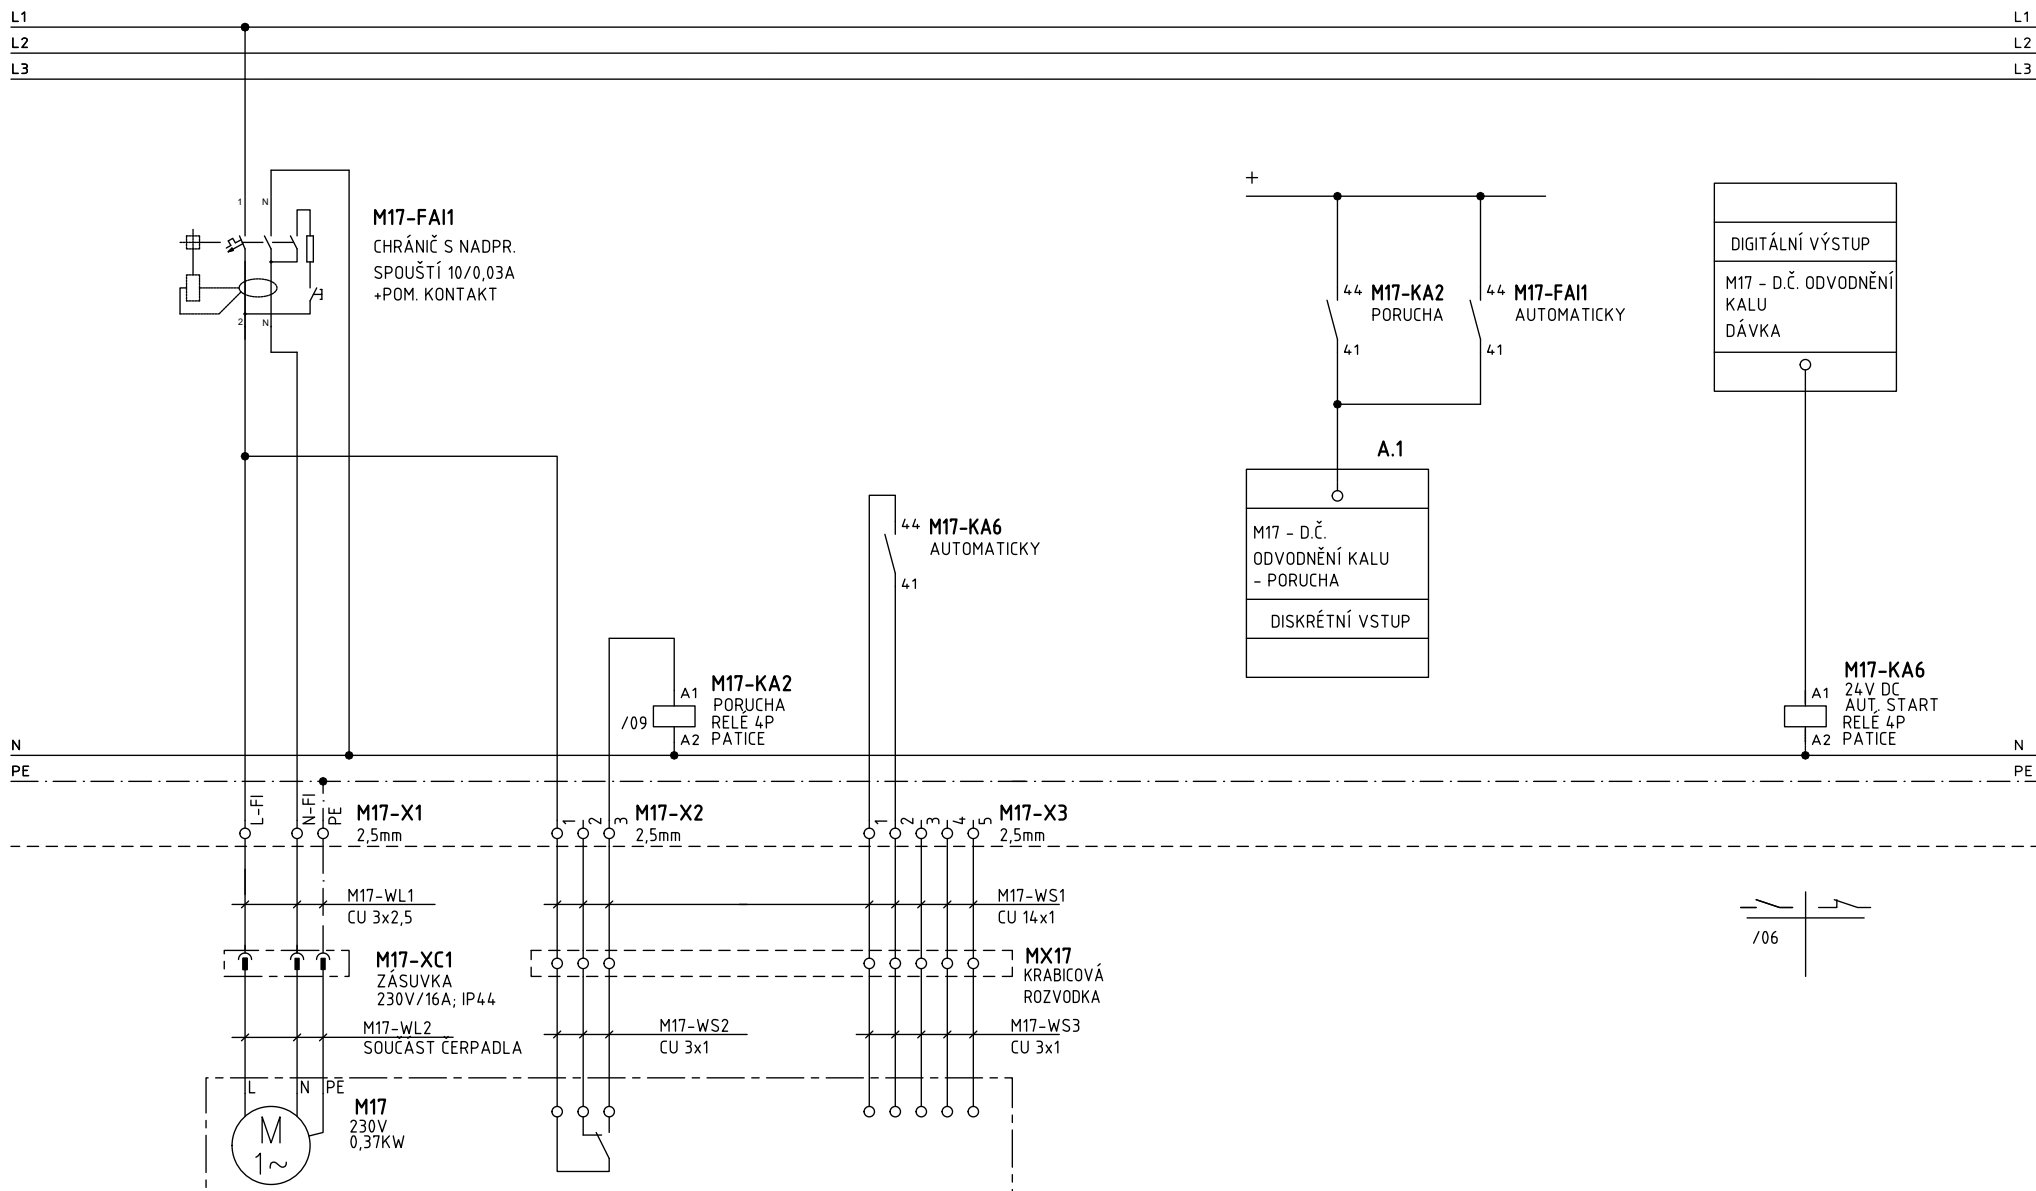 L1
L1
L2
L2
L3
L3
1
N
M17-FAI1
CHRÁNIČ S NADPR.
SPOUŠTÍ 10/0,03A
+POM. KONTAKT
2
N
+
44
M17-KA2
PORUCHA
41
44
M17-FAI1
AUTOMATICKY
41
DIGITÁLNÍ VÝSTUP
M17 - D.Č. ODVODNĚNÍ
KALU
DÁVKA
A.1
M17 - D.Č.
ODVODNĚNÍ KALU
- PORUCHA
DISKRÉTNÍ VSTUP
44
M17-KA6
AUTOMATICKY
41
A1
M17-KA2
PORUCHA
RELÉ 4P
PATICE
/09
A2
A1
M17-KA6
24V DC
AUT. START
RELÉ 4P
PATICE
A2
N
N
PE
PE
L-FI
N-FI
PE
M17-X1
2,5mm
1
2
3
M17-X2
2,5mm
1
2
3
4
5
M17-X3
2,5mm
M17-WL1
CU 3x2,5
M17-WS1
CU 14x1
/06
M17-XC1
ZÁSUVKA
230V/16A; IP44
MX17
KRABICOVÁ
ROZVODKA
M17-WL2
SOUČÁST ČERPADLA
M17-WS2
CU 3x1
M17-WS3
CU 3x1
L
N
PE
M17
230V
0,37KW
M
1~